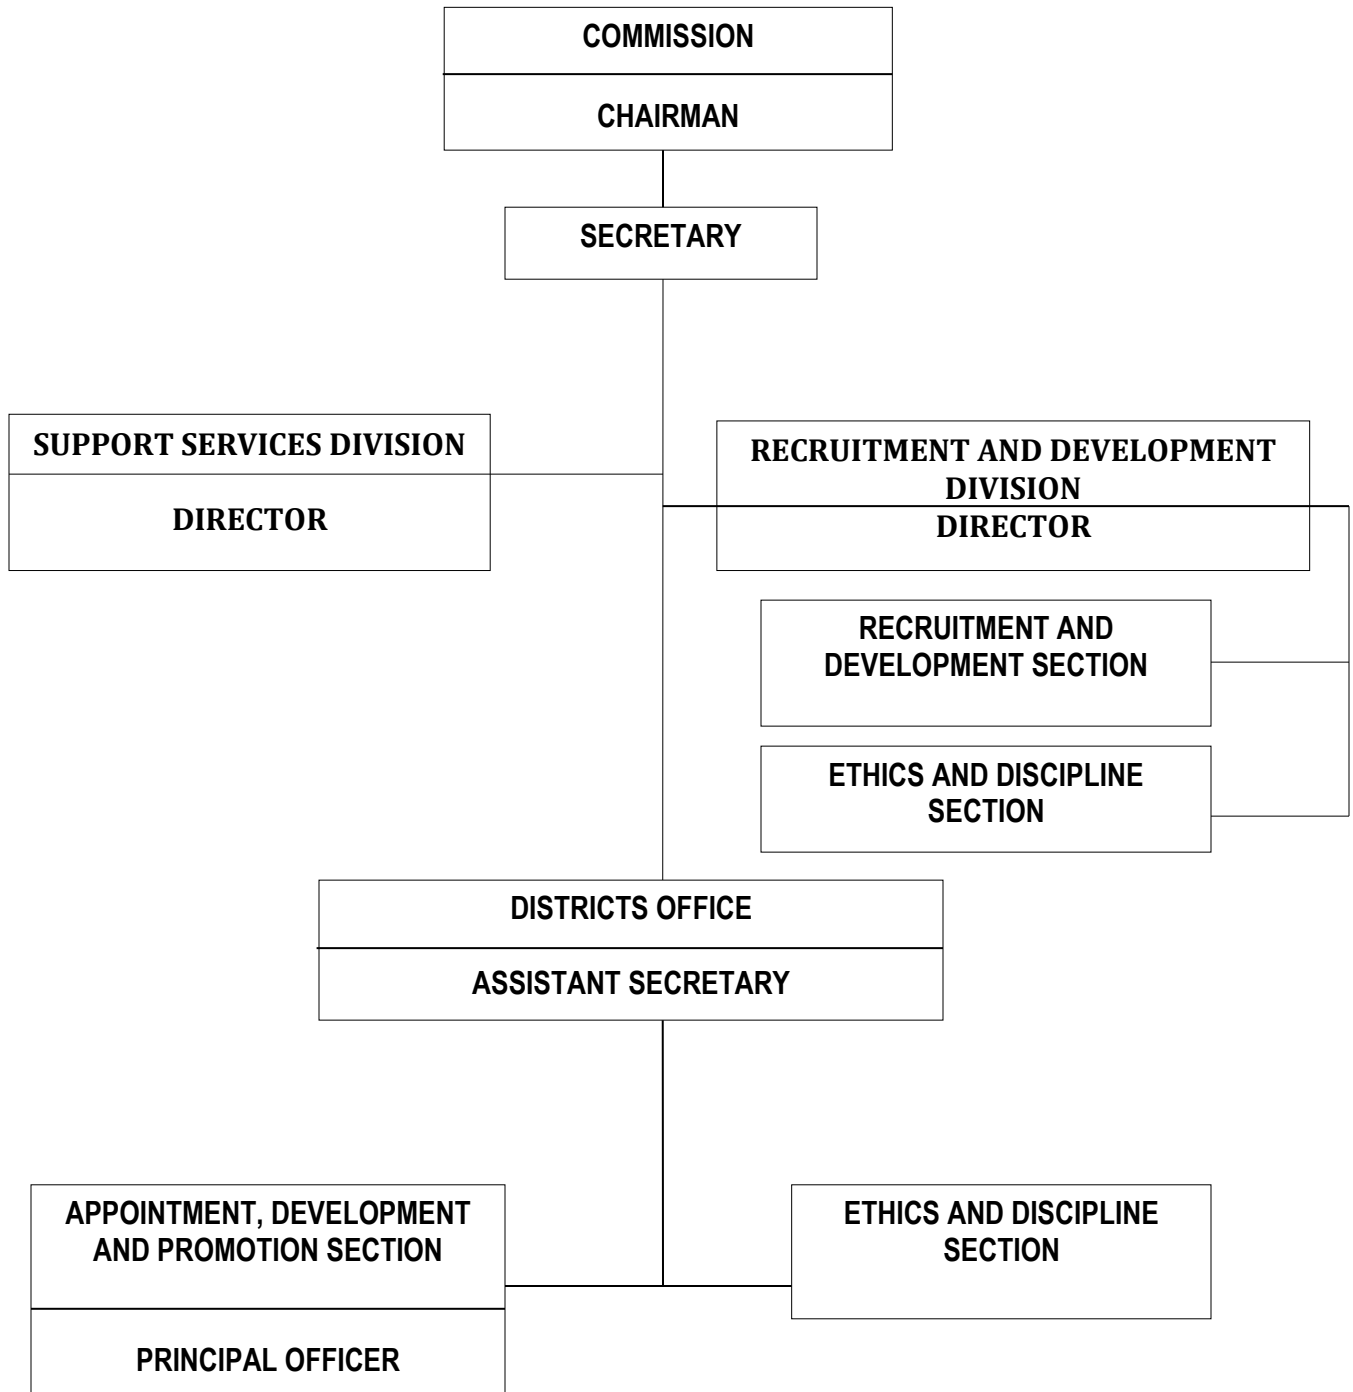 COMMISSION
CHAIRMAN
SECRETARY
SUPPORT SERVICES DIVISION
DIRECTOR
RECRUITMENT AND DEVELOPMENT
DIVISION
DIRECTOR
RECRUITMENT AND
DEVELOPMENT SECTION
ETHICS AND DISCIPLINE
SECTION
DISTRICTS OFFICE
ASSISTANT SECRETARY
APPOINTMENT, DEVELOPMENT
AND PROMOTION SECTION
PRINCIPAL OFFICER
ETHICS AND DISCIPLINE
SECTION